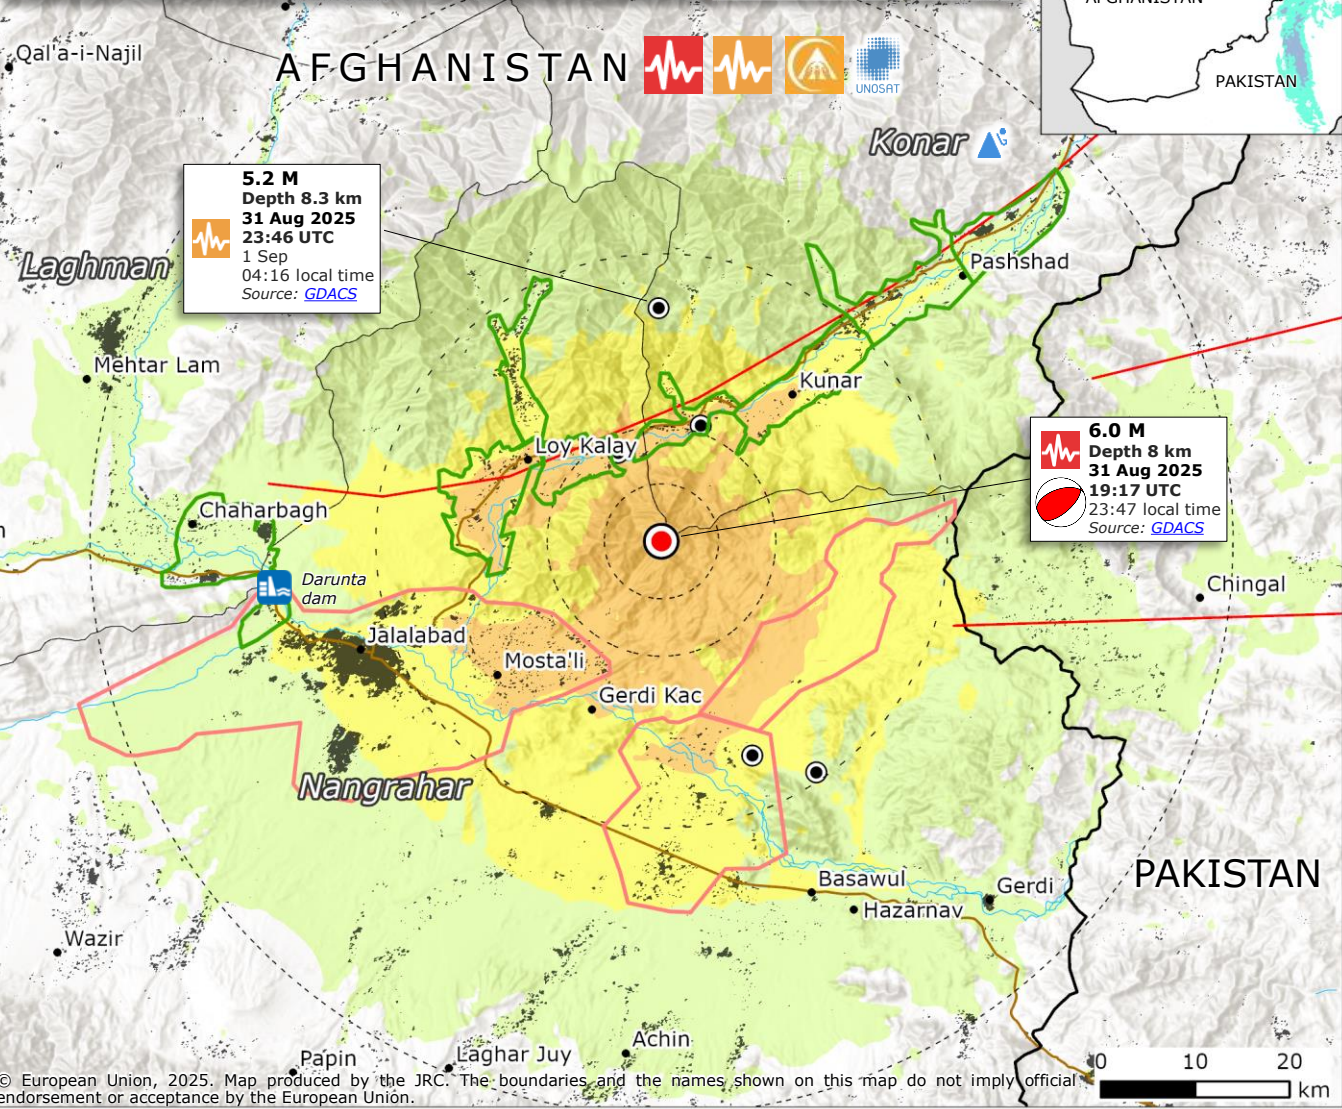 AFGHANISTAN
PAKISTAN
Qal'a-i-Najil
AFGHANISTAN
UNOSAT
Konar
5.2 M
Depth 8.3 km
31 Aug 2025
23:46 UTC
1 Sep
04:16 local time
Source: GDACS
Laghman
Pashshad
Mehtar Lam
Kunar
Loy Kalay
6.0 M
Depth 8 km
31 Aug 2025
19:17 UTC
23:47 local time
Source: GDACS
Chaharbagh
Darunta
dam
Chingal
Jalalabad
Mosta'li
Gerdi Kac
Nangrahar
PAKISTAN
Basawul
Gerdi
Hazarnav
Wazir
Achin
Laghar Juy
Papin
0 10 20
km
© European Union, 2025. Map produced by the JRC. The boundaries and the names shown on this map do not imply official
endorsement or acceptance by the European Union.